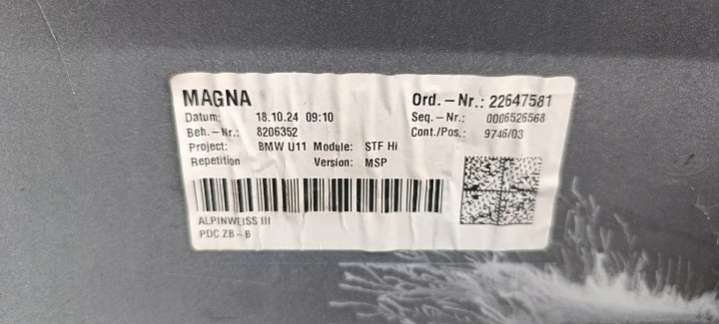 MAGNA
Ord.-Nr.: 22647581
Datum: 18.10.24 09:10
Seq.-Nr.: 0006526568
Beh.-Nr.: 8206352
Cont./Pos.: 9746/03
Project: BMW U11 Module: STF Hi
Repetition Version: MSP
ALPINWEISS III
PDC ZB-B